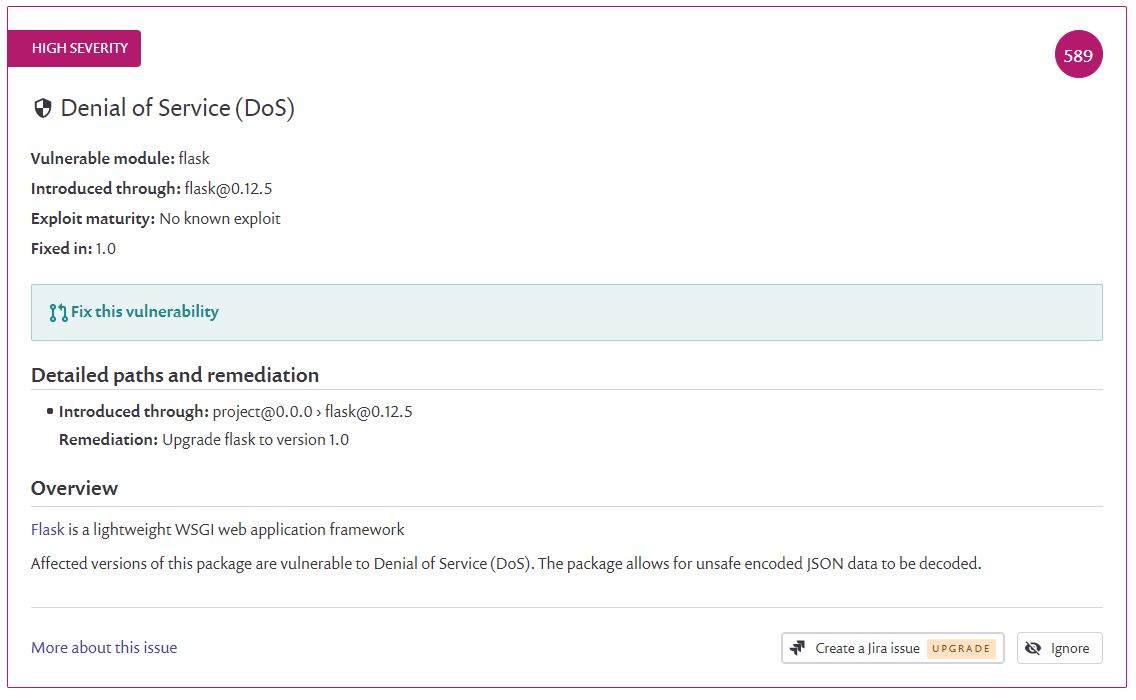 HIGH SEVERITY
589
Denial of Service (DoS)
Vulnerable module: flask
Introduced through: flask@0.12.5
Exploit maturity: No known exploit
Fixed in: 1.0
Fix this vulnerability
Detailed paths and remediation
Introduced through: project@0.0.0 › flask@0.12.5
Remediation: Upgrade flask to version 1.0
Overview
Flask is a lightweight WSGI web application framework
Affected versions of this package are vulnerable to Denial of Service (DoS). The package allows for unsafe encoded JSON data to be decoded.
More about this issue
Create a Jira issue UPGRADE
Ignore